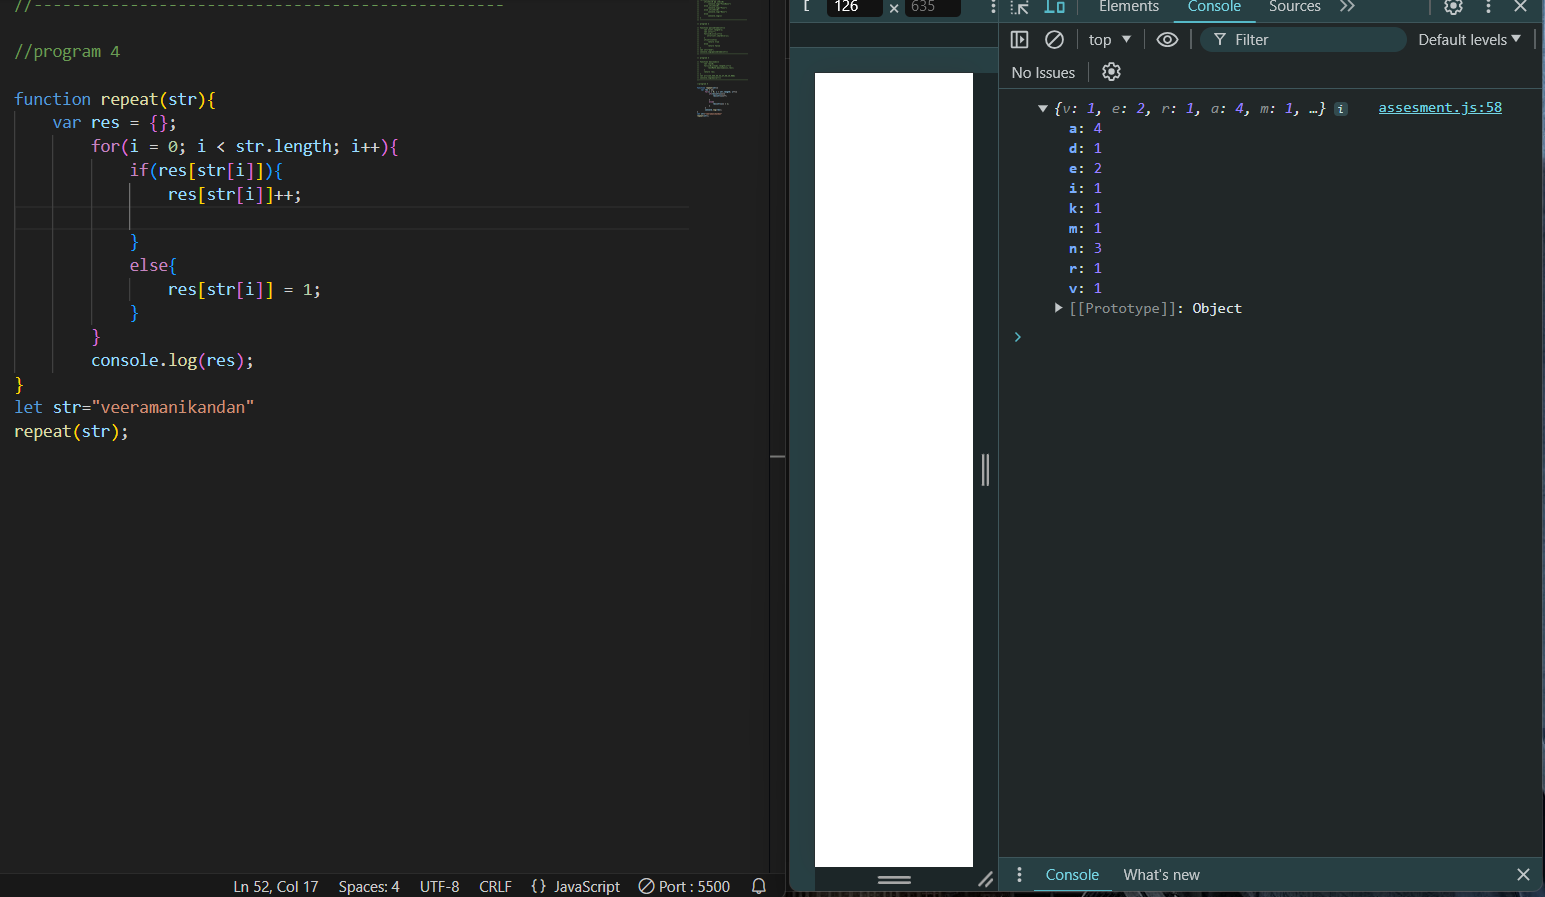 //--------------------------------------------------
//program 4
function repeat(str){
    var res = {};
        for(i = 0; i < str.length; i++){
            if(res[str[i]]){
                res[str[i]]++;
            }
            else{
                res[str[i]] = 1;
            }
        }
        console.log(res);
}
let str="veeramanikandan"
repeat(str);
Ln 52, Col 17 Spaces: 4 UTF-8 CRLF {} JavaScript Port : 5500
126 × 635
Elements Console Sources
top Filter Default levels
No Issues
{v: 1, e: 2, r: 1, a: 4, m: 1, …} i assesment.js:58
a: 4
d: 1
e: 2
i: 1
k: 1
m: 1
n: 3
r: 1
v: 1
[[Prototype]]: Object
Console What's new